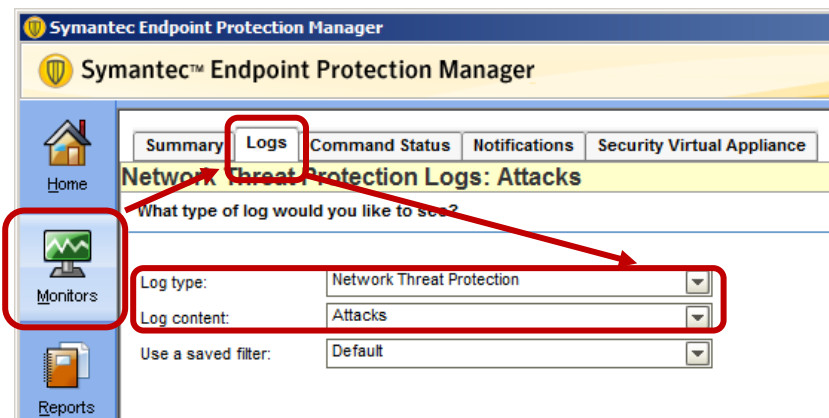 Symantec Endpoint Protection Manager
Symantec™ Endpoint Protection Manager
Summary Logs Command Status Notifications Security Virtual Appliance
Home
Network Threat Protection Logs: Attacks
What type of log would you like to see?
Monitors
Log type: Network Threat Protection
Log content: Attacks
Use a saved filter: Default
Reports